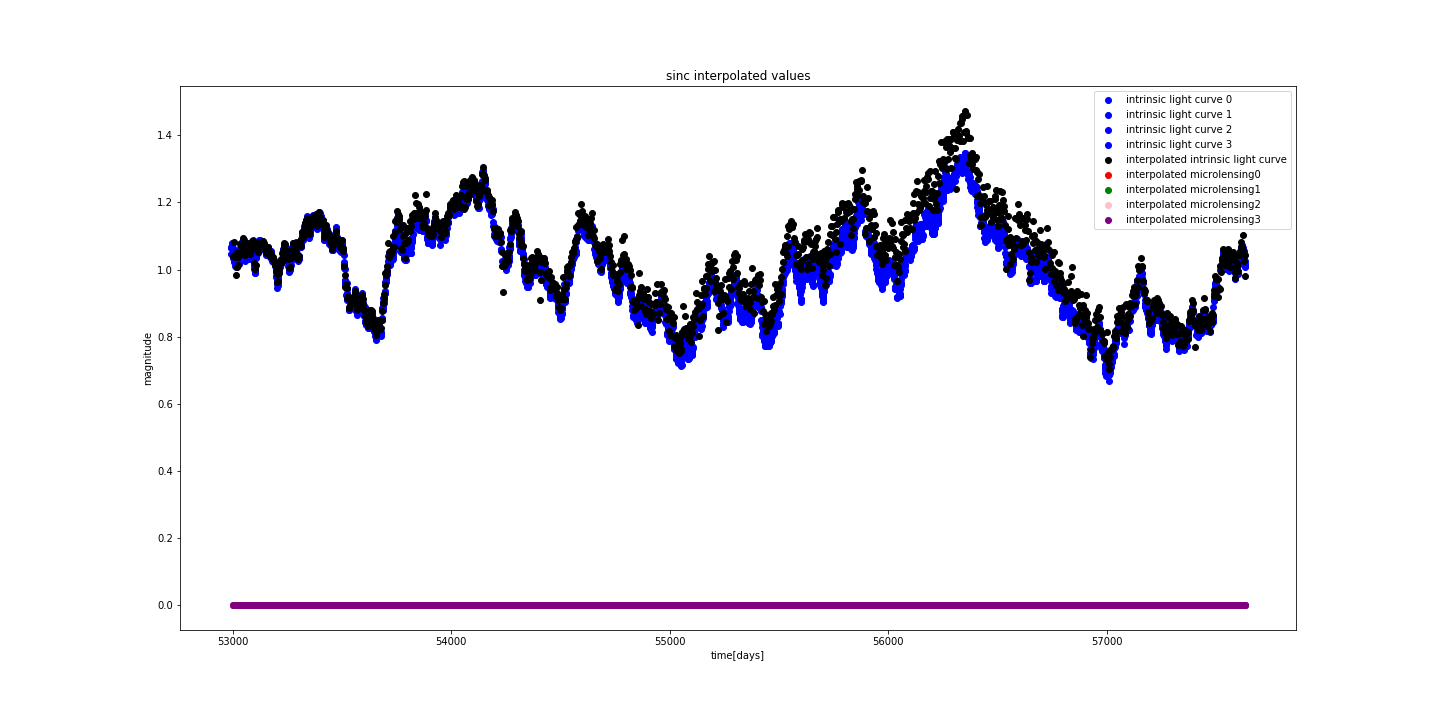 sinc interpolated values
intrinsic light curve 0
intrinsic light curve 1
intrinsic light curve 2
intrinsic light curve 3
interpolated intrinsic light curve
interpolated microlensing0
interpolated microlensing1
interpolated microlensing2
interpolated microlensing3
magnitude
1.4
1.2
1.0
0.8
0.6
0.4
0.2
0.0
53000 54000 55000 56000 57000
time[days]